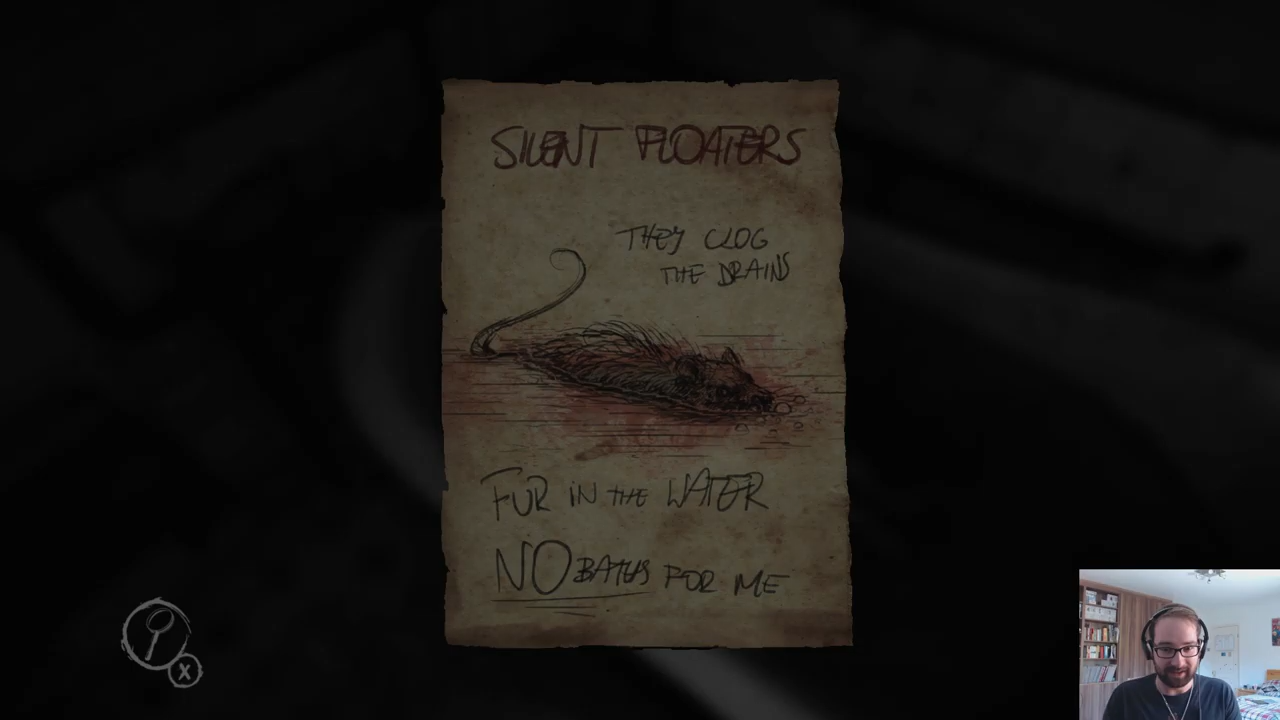 SILENT FLOATERS
THEY CLOG
THE DRAINS
FUR IN THE WATER
NO BATHS FOR ME
X